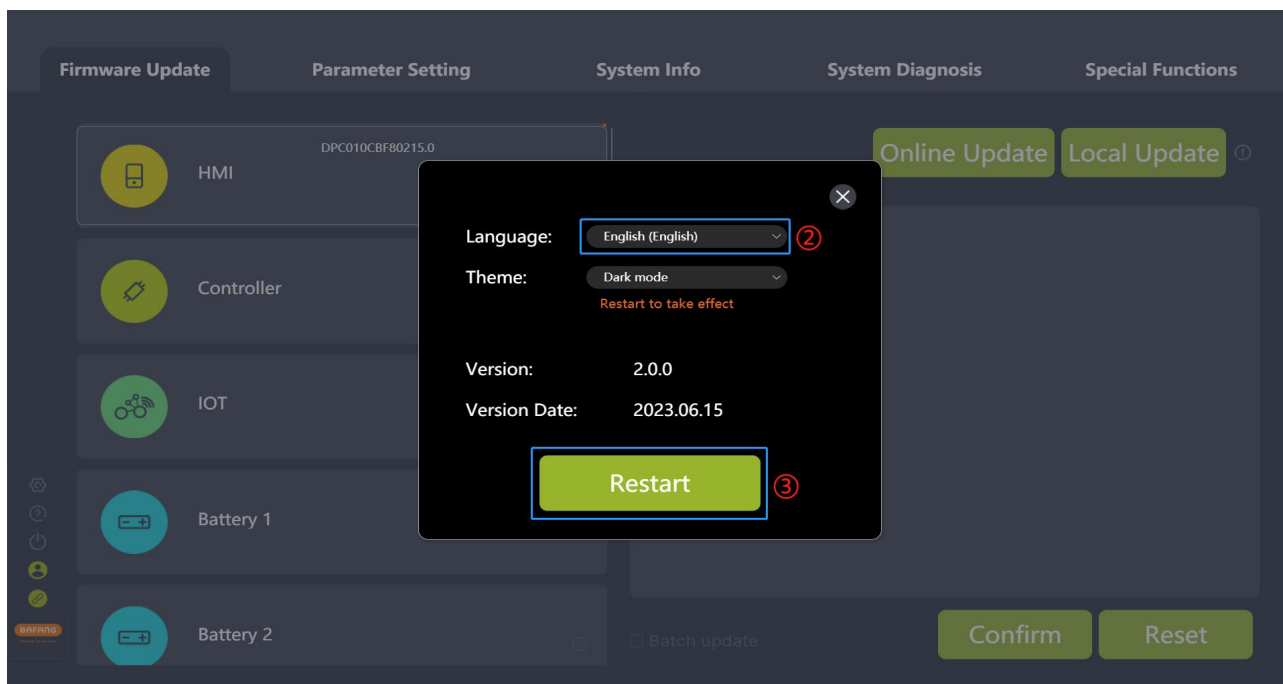 Firmware Update
Parameter Setting
System Info
System Diagnosis
Special Functions
DPC010CBF80215.0
HMI
Online Update
Local Update
Language:
English (English)
②
Theme:
Dark mode
Restart to take effect
Controller
Version:
2.0.0
Version Date:
2023.06.15
IOT
Restart
③
Battery 1
Battery 2
Batch update
Confirm
Reset
BAFANG